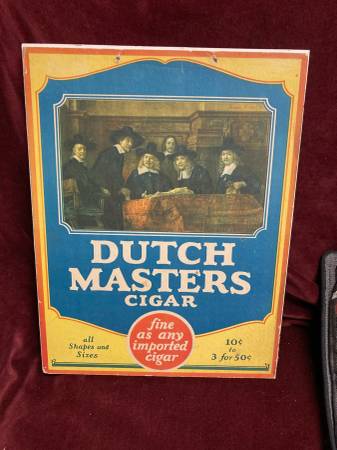 DUTCH
MASTERS
CIGAR
fine
as any
imported
cigar
all
Shapes and
Sizes
10¢
to
3 for 50¢